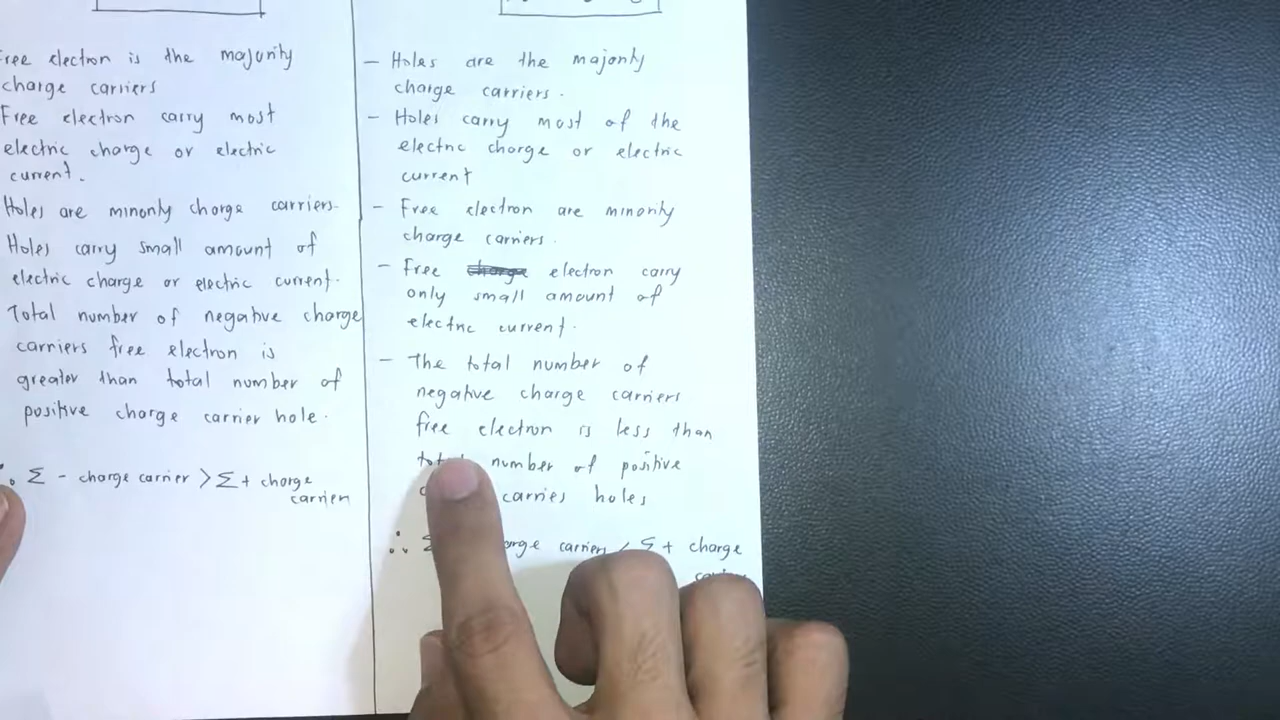 Free electron is the majority
charge carriers
Free electron carry most
electric charge or electric
current.
Holes are minority charge carriers.
Holes carry small amount of
electric charge or electric current.
Total number of negative charge
carriers free electron is
greater than total number of
positive charge carrier hole.
∴ Σ - charge carrier > Σ + charge
carriers
- Holes are the majority
charge carriers.
- Holes carry most of the
electric charge or electric
current
- Free electron are minority
charge carriers.
- Free electron carry
only small amount of
electric current.
- The total number of
negative charge carriers
free electron is less than
total number of positive
carries holes
∴ Σ carriers < Σ + charge